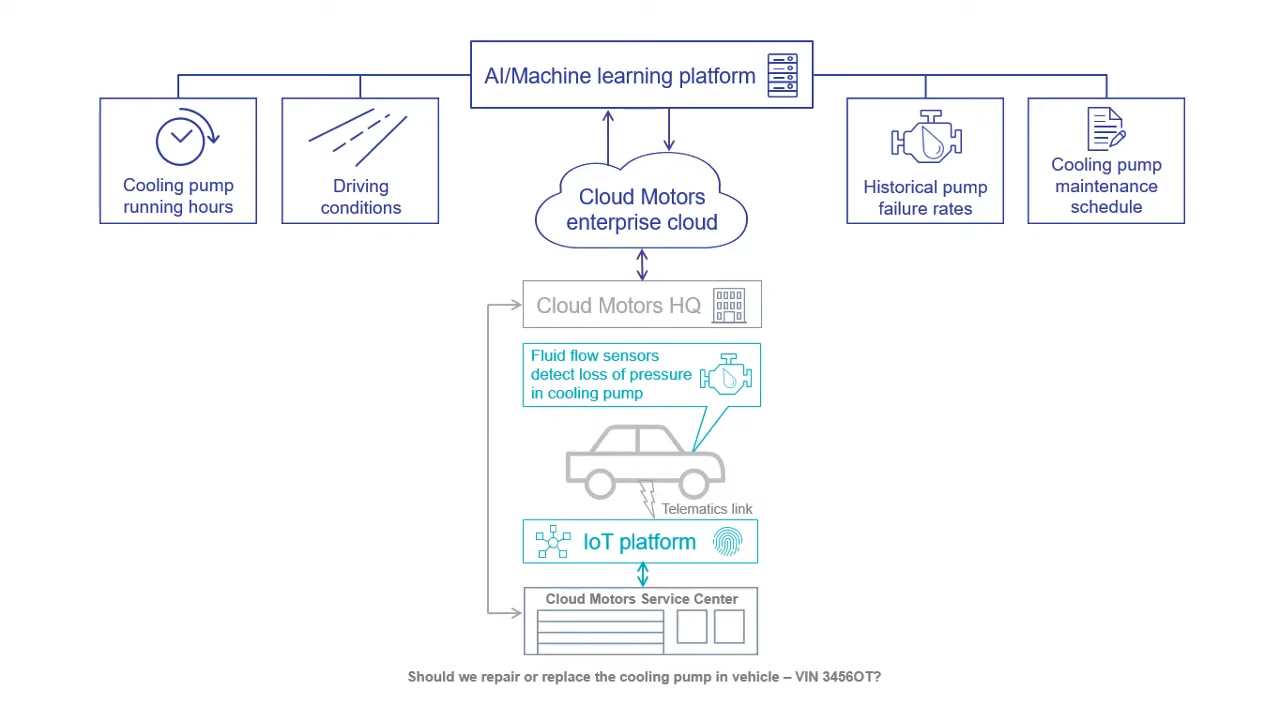 AI/Machine learning platform
Cooling pump
running hours
Driving
conditions
Cloud Motors
enterprise cloud
Historical pump
failure rates
Cooling pump
maintenance
schedule
Cloud Motors HQ
Fluid flow sensors
detect loss of pressure
in cooling pump
Telematics link
IoT platform
Cloud Motors Service Center
Should we repair or replace the cooling pump in vehicle – VIN 3456OT?